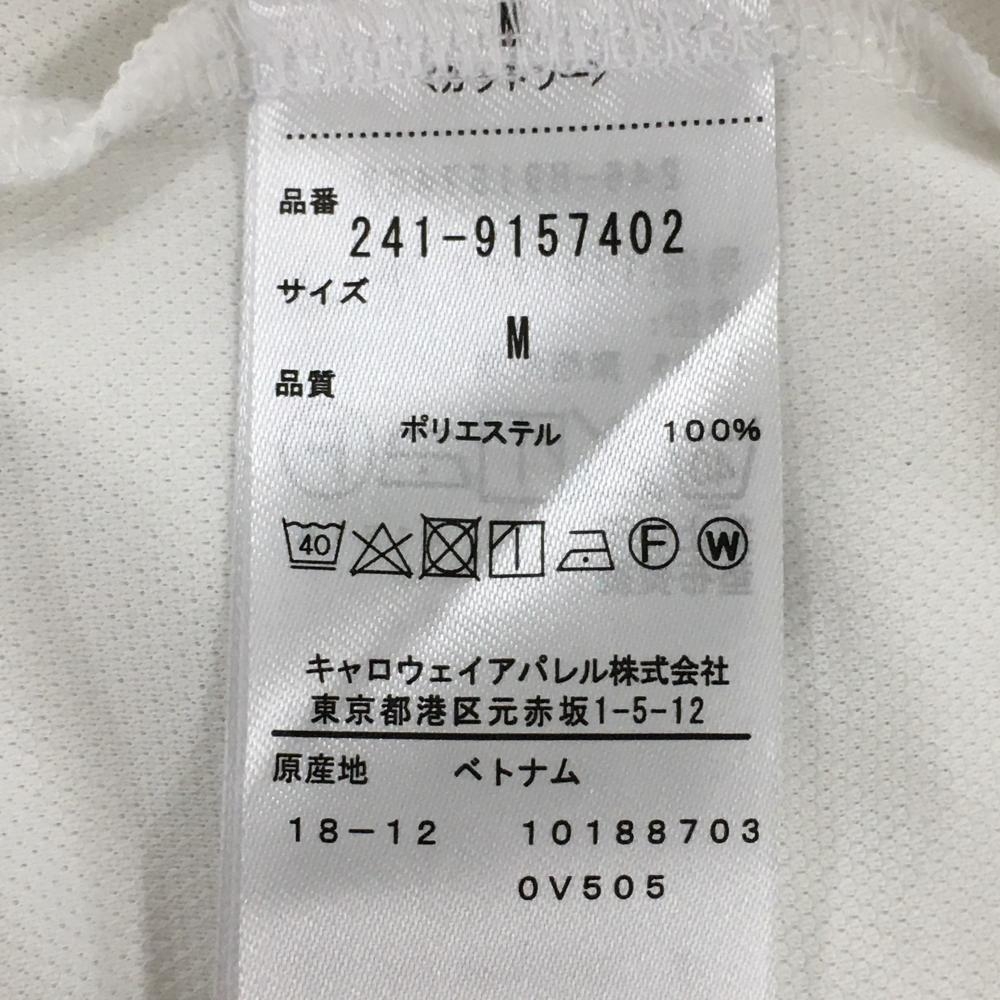 品番
241-9157402
サイズ
M
品質
ポリエステル 100%
40 F W
キャロウェイアパレル株式会社
東京都港区元赤坂1-5-12
原産地 ベトナム
18-12 10188703
0V505